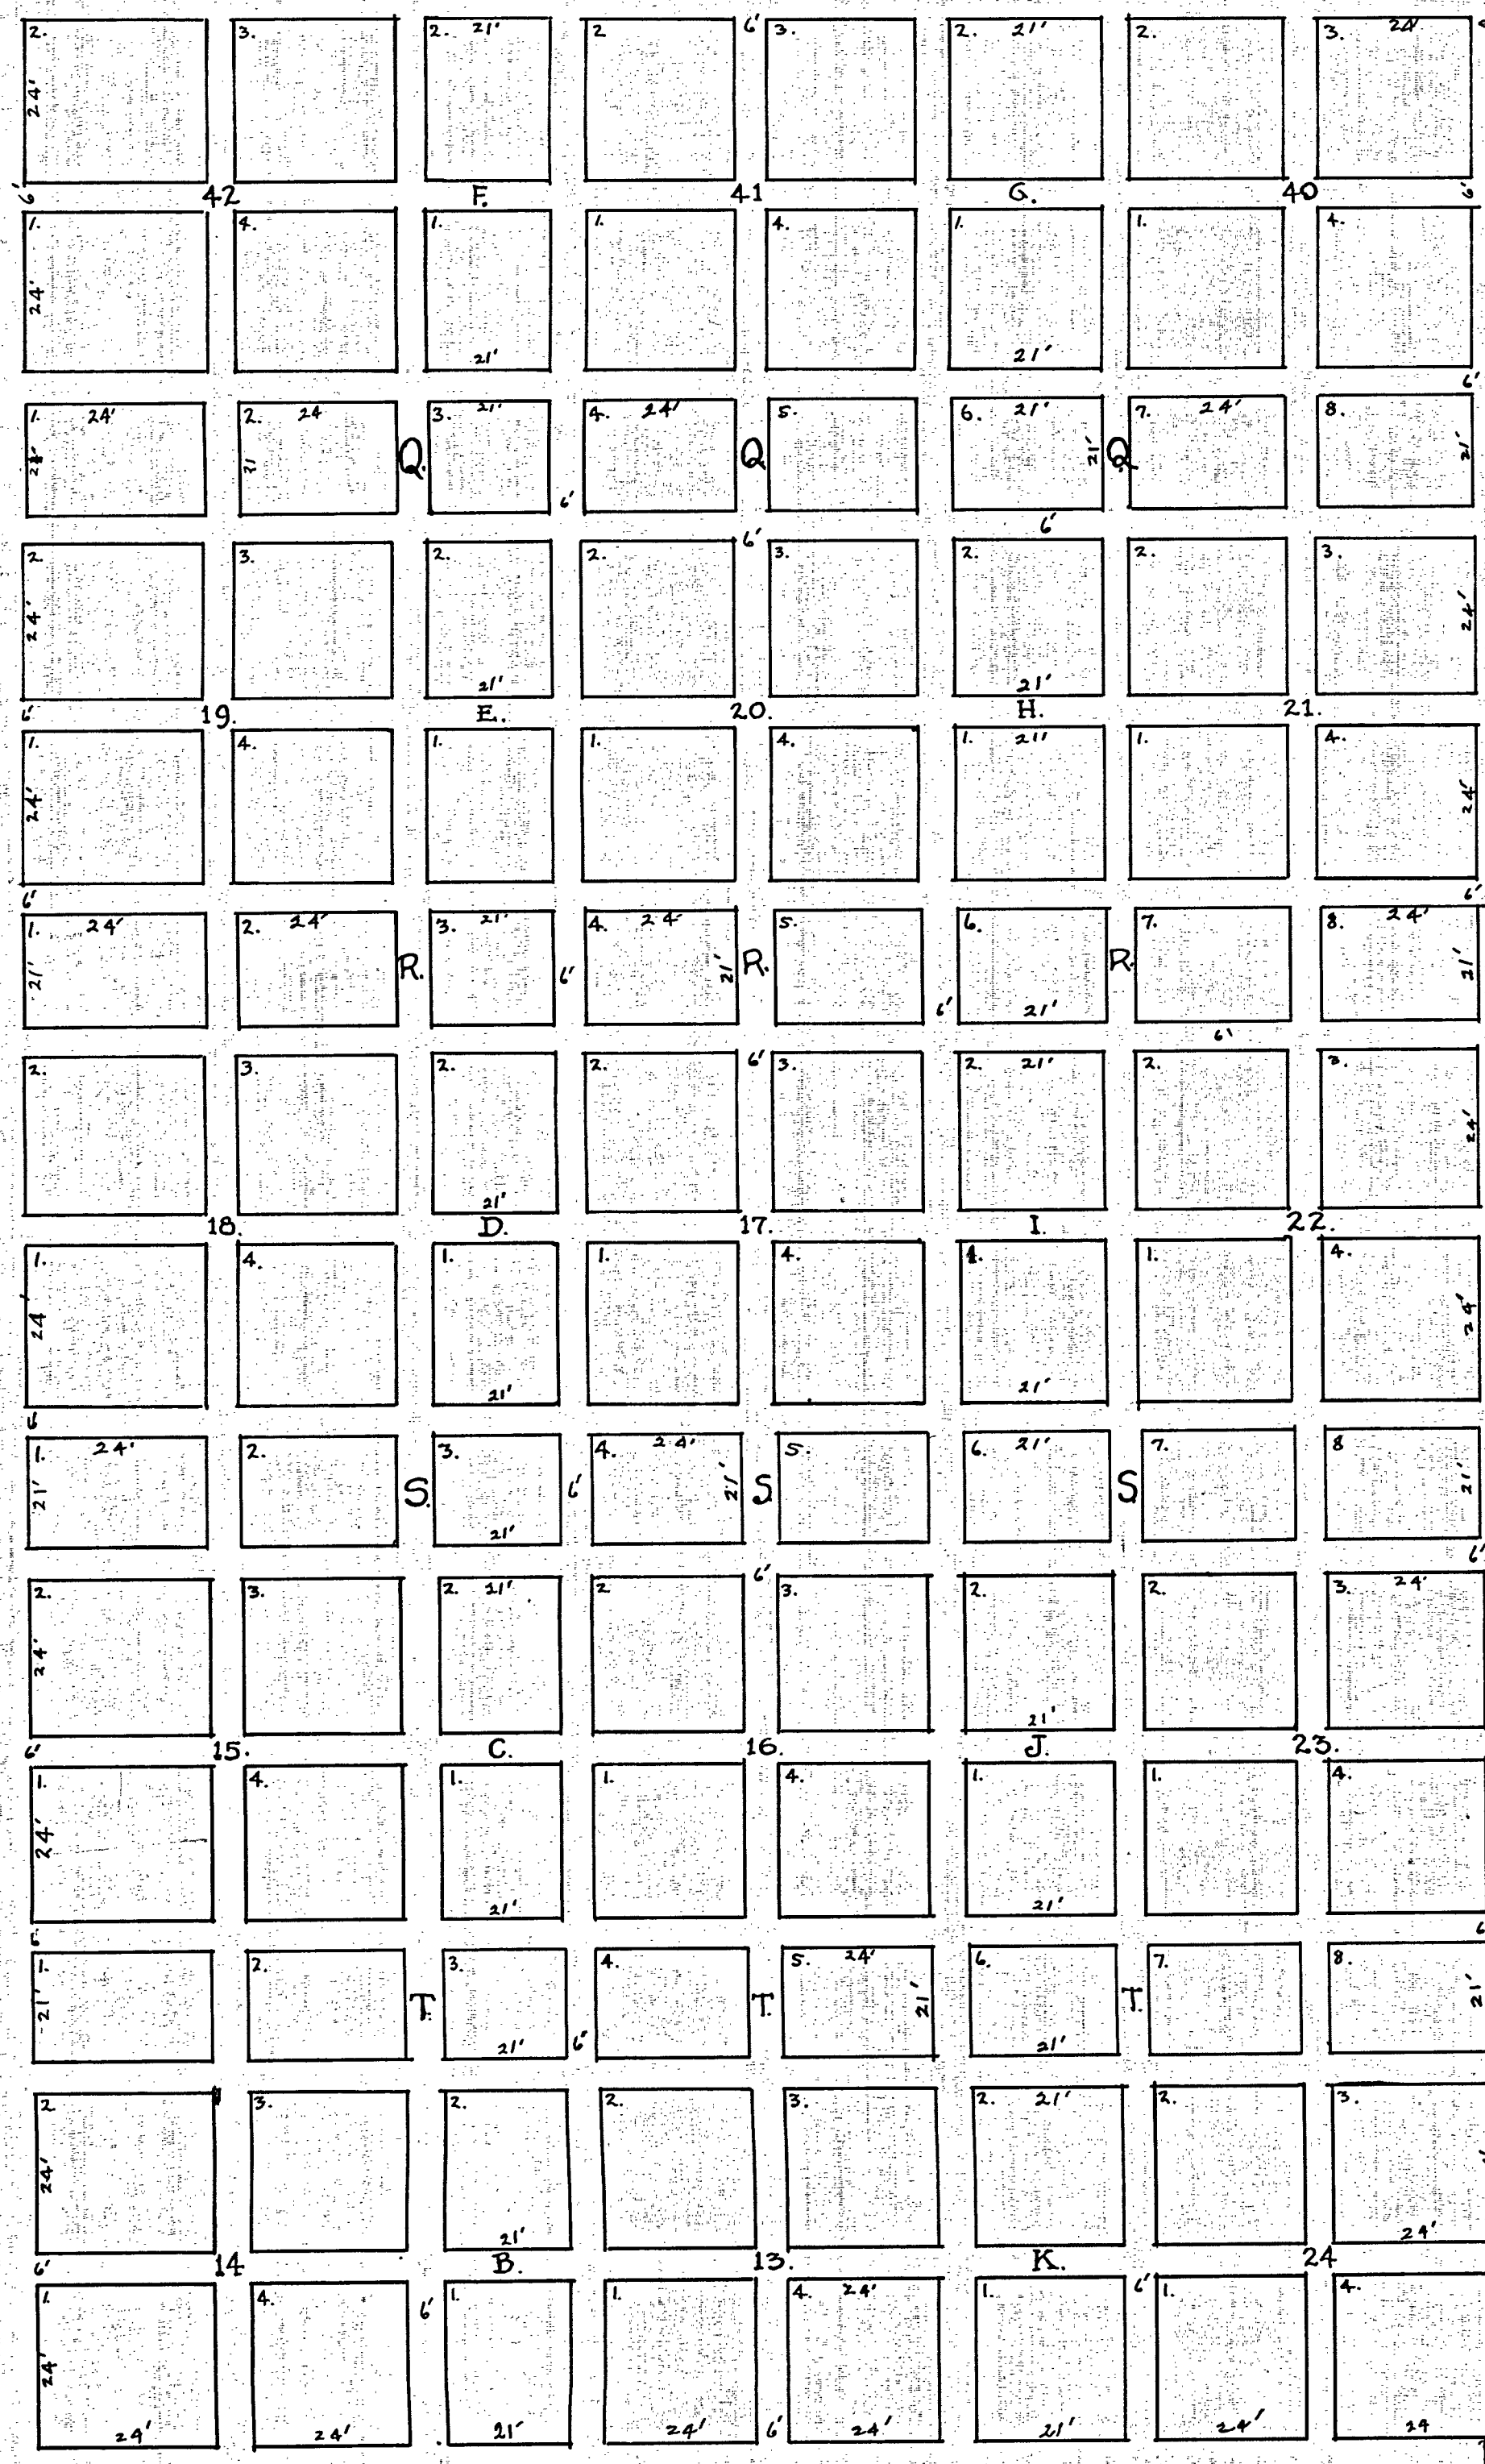 2. 3. 2. 21' 2 6' 3. 2. 21' 2. 3. 24'
24'
6' 42 F. 41 G. 40 6'
1. 4. 1. 1. 4. 1. 1. 4.
24'
21' 21'
6'
1. 24' 2. 24 3. 21' 4. 24' 5. 6. 21' 7. 24' 8.
21 Q. Q 21' Q 21'
6'
6'
2. 3. 2. 2. 6' 3. 2. 2. 3.
24' 24'
21' 21'
6' 19. E. 20. H. 21.
1. 4. 1. 1. 4. 1. 21' 1. 4.
24' 24'
6' 6'
1. 24' 2. 24' 3. 21' 4. 24' 5. 6. 7. 8. 24'
21' R. 6' 21' R. R 21'
6' 21'
6'
2. 3. 2. 2. 6' 3. 2. 21' 2. 3.
24'
21'
18. D. 17. I. 22.
1. 4. 1. 1. 4. 1. 1. 4.
24' 24'
21' 21'
6
1. 24' 2. 3. 4. 24' 5. 6. 21' 7. 8
21' S. 6' 21' S S 21'
21'
6' 6'
2. 3. 2. 21' 2 3. 2. 2. 3. 24'
24'
21'
6' 15. C. 16. J. 23.
1. 4. 1. 1. 4. 1. 1. 4.
24'
21' 21'
6 6
1. 2. 3. 4. 5. 24' 6. 7. 8.
21' T. T. 21' T. 21'
21' 6' 21'
2 3. 2. 2. 3. 2. 21' 2. 3.
24'
21' 24'
6' 14 B. 13. K. 24
1. 4. 6' 1. 1. 4. 24' 1. 6' 1. 4.
24'
24' 24' 21' 24' 6' 24' 21' 24' 24